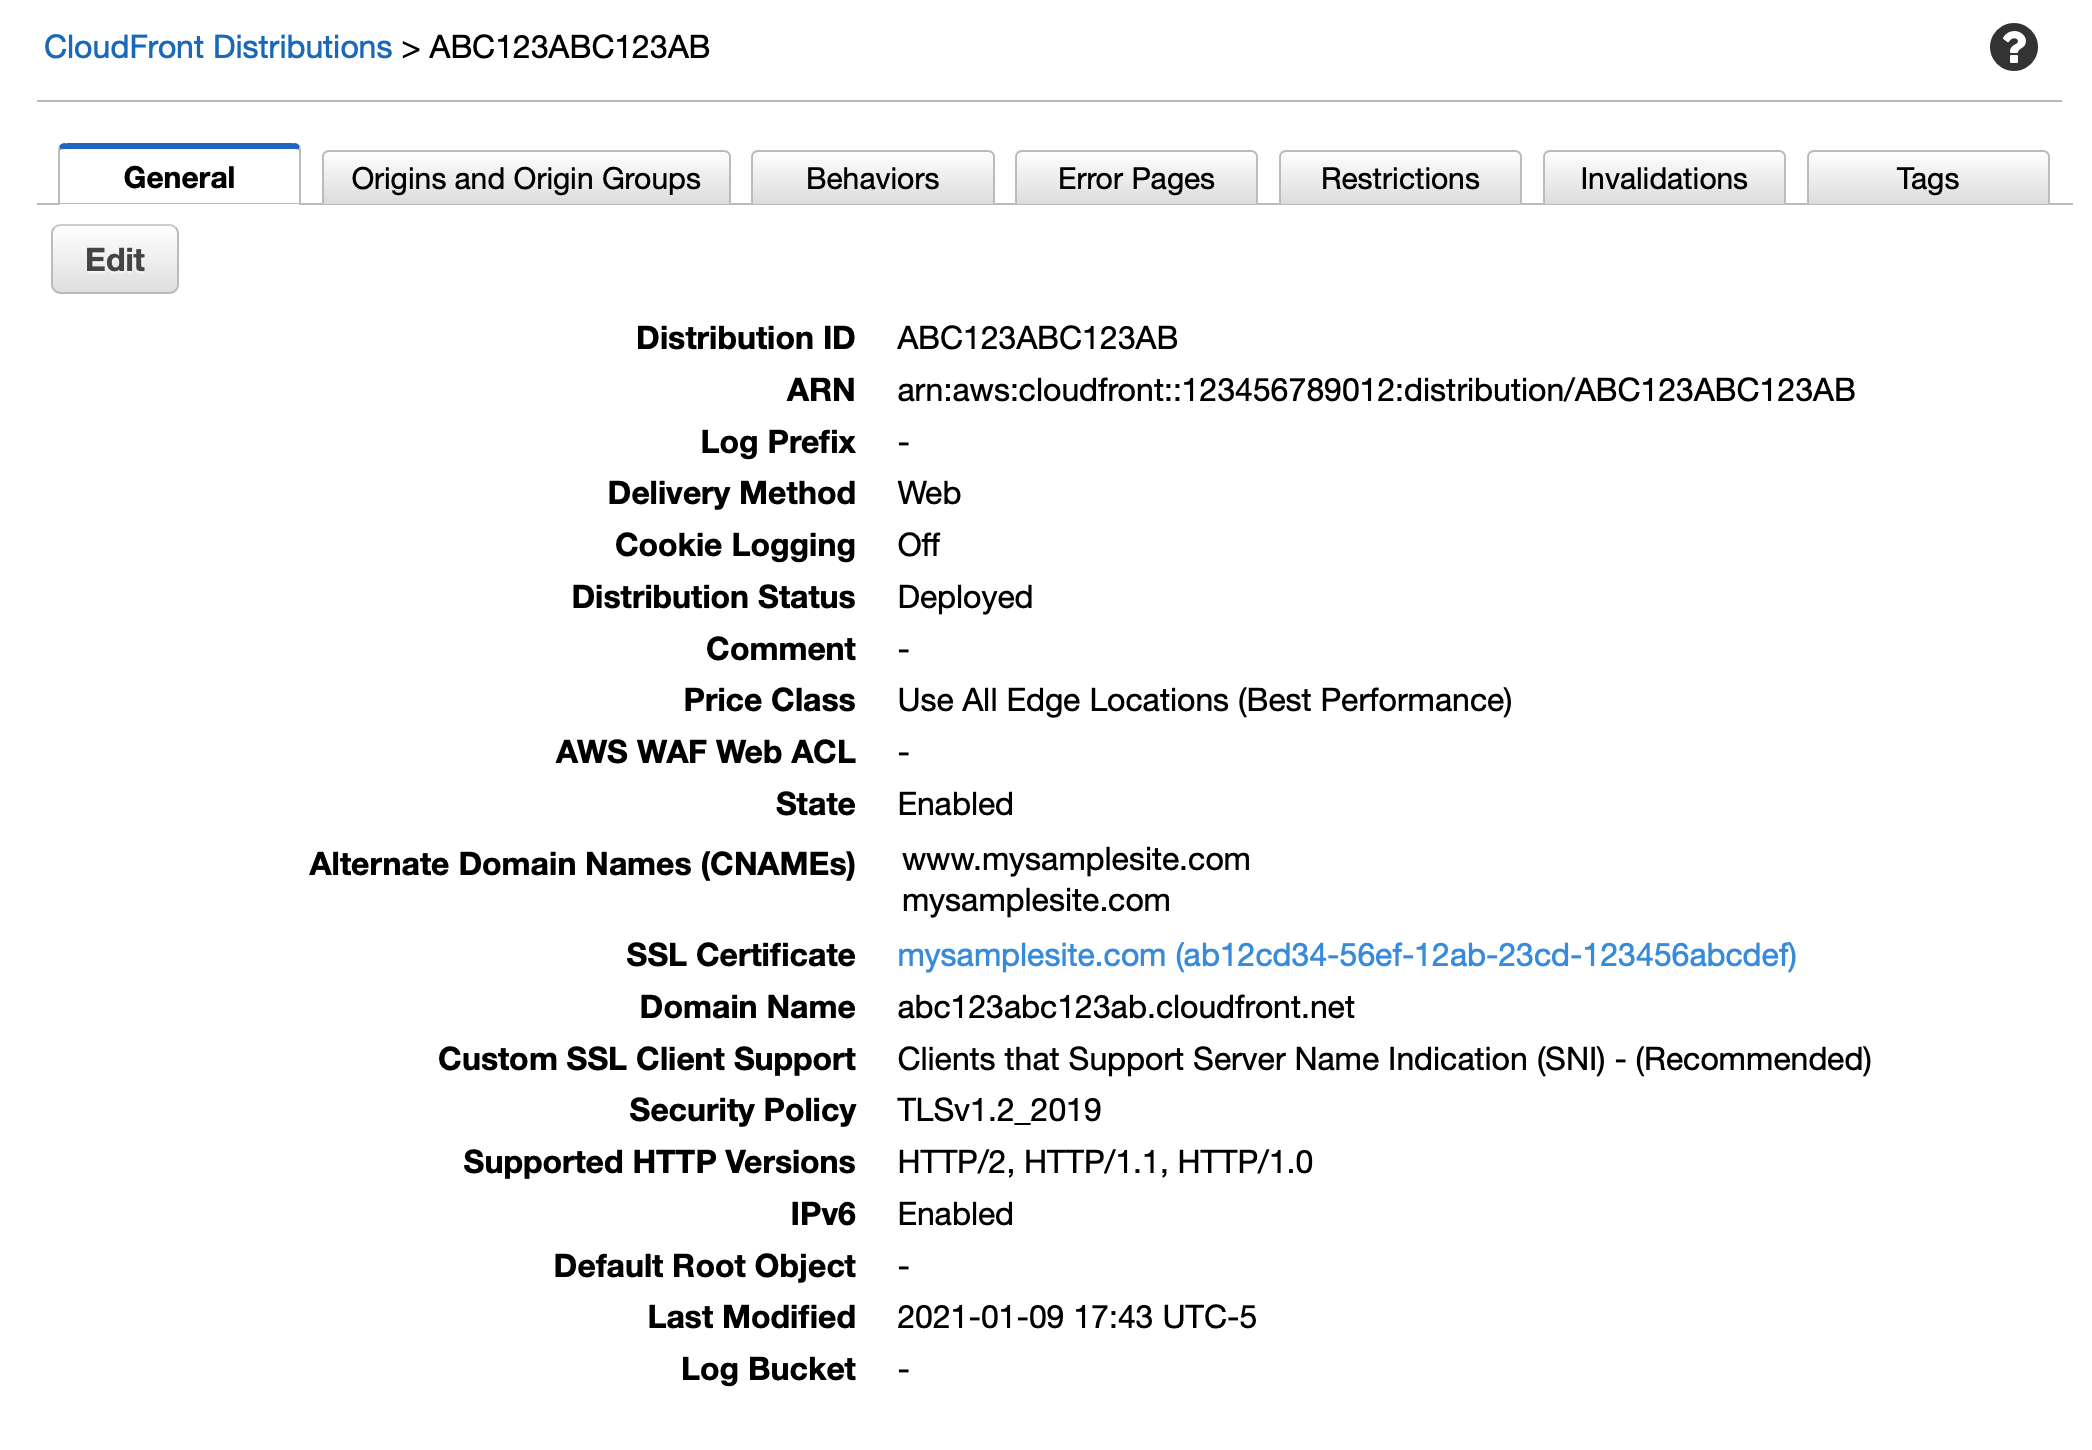 CloudFront Distributions > ABC123ABC123AB
?
General Origins and Origin Groups Behaviors Error Pages Restrictions Invalidations Tags
Edit
Distribution ID ABC123ABC123AB
ARN arn:aws:cloudfront::123456789012:distribution/ABC123ABC123AB
Log Prefix -
Delivery Method Web
Cookie Logging Off
Distribution Status Deployed
Comment -
Price Class Use All Edge Locations (Best Performance)
AWS WAF Web ACL -
State Enabled
Alternate Domain Names (CNAMEs) www.mysamplesite.com
mysamplesite.com
SSL Certificate mysamplesite.com (ab12cd34-56ef-12ab-23cd-123456abcdef)
Domain Name abc123abc123ab.cloudfront.net
Custom SSL Client Support Clients that Support Server Name Indication (SNI) - (Recommended)
Security Policy TLSv1.2_2019
Supported HTTP Versions HTTP/2, HTTP/1.1, HTTP/1.0
IPv6 Enabled
Default Root Object -
Last Modified 2021-01-09 17:43 UTC-5
Log Bucket -